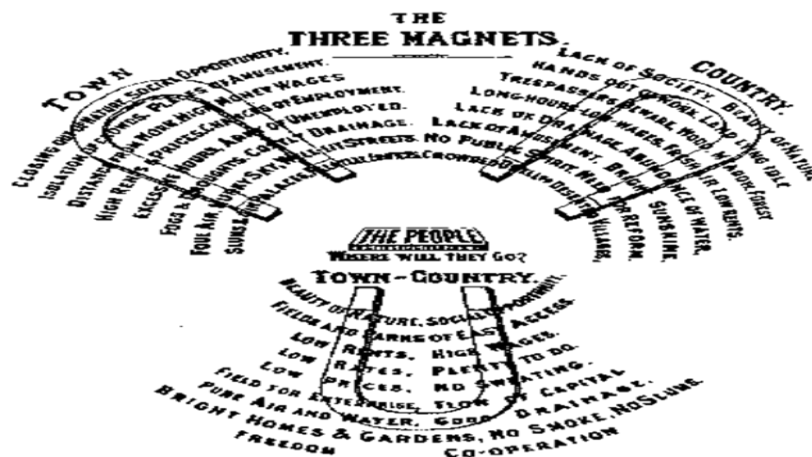 THE
THREE MAGNETS.
TOWN
CLOSING OUT OF NATURE. SOCIAL OPPORTUNITY.
ISOLATION OF CROWDS. PLACES OF AMUSEMENT.
DISTANCE FROM WORK. HIGH MONEY WAGES
HIGH RENTS & PRICES. CHANCES OF EMPLOYMENT.
EXCESSIVE HOURS. ARMY OF UNEMPLOYED.
FOGS & DROUGHTS. COSTLY DRAINAGE.
FOUL AIR. MURKY SKY. WELL-LIT STREETS.
SLUMS & GIN PALACES.
COUNTRY.
LACK OF SOCIETY. BEAUTY OF NATURE
HANDS OUT OF WORK. LAND LYING IDLE
TRESPASSERS BEWARE. WOOD, MEADOW, FOREST
LONG HOURS-LOW WAGES. FRESH AIR. LOW RENTS.
LACK OF DRAINAGE. ABUNDANCE OF WATER.
LACK OF AMUSEMENT. BRIGHT SUNSHINE.
NO PUBLIC SPIRIT. NEED FOR REFORM.
CROWDED DWELLINGS. DESERTED VILLAGES.
THE PEOPLE
WHERE WILL THEY GO?
TOWN-COUNTRY.
BEAUTY OF NATURE. SOCIAL OPPORTUNITY.
FIELDS AND PARKS OF EASY ACCESS.
LOW RENTS, HIGH WAGES.
LOW RATES, PLENTY TO DO.
LOW PRICES, NO SWEATING.
FIELD FOR ENTERPRISE, FLOW OF CAPITAL
PURE AIR AND WATER, GOOD DRAINAGE,
BRIGHT HOMES & GARDENS, NO SMOKE, NO SLUMS.
FREEDOM CO-OPERATION